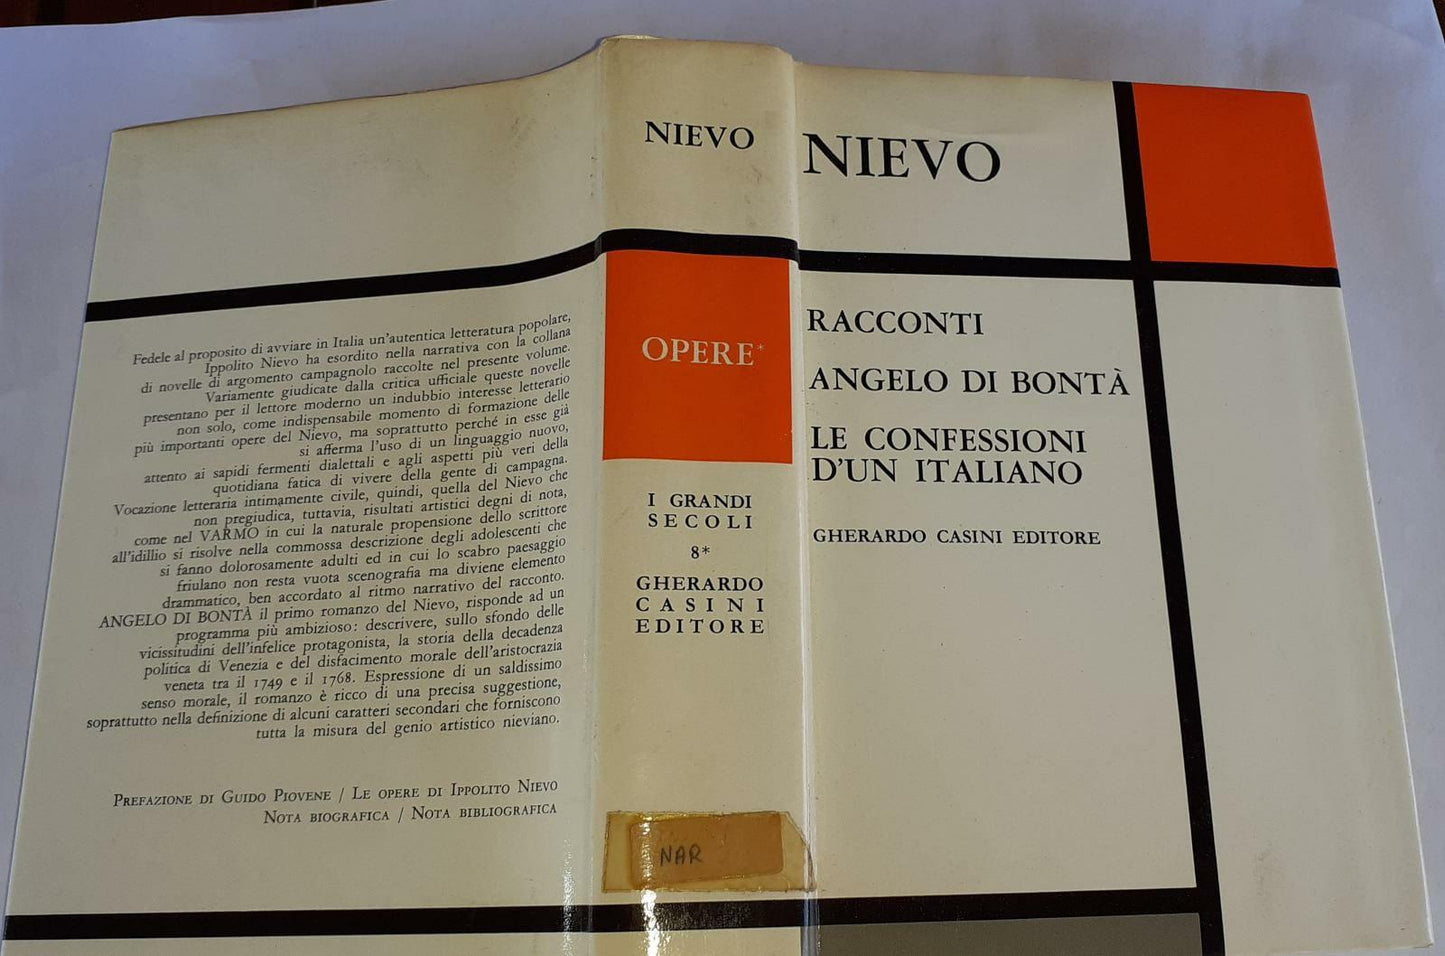 Fedele al proposito di avviare in Italia un'autentica letteratura popolare,
Ippolito Nievo ha esordito nella narrativa con la collana
di novelle di argomento campagnolo raccolte nel presente volume.
Variamente giudicate dalla critica ufficiale queste novelle
presentano per il lettore moderno un indubbio interesse letterario
non solo, come indispensabile momento di formazione delle
più importanti opere del Nievo, ma soprattutto perché in esse già
si afferma l'uso di un linguaggio nuovo,
attento ai sapidi fermenti dialettali e agli aspetti più veri della
quotidiana fatica di vivere della gente di campagna.
Vocazione letteraria intimamente civile, quindi, quella del Nievo che
non pregiudica, tuttavia, risultati artistici degni di nota,
come nel VARMO in cui la naturale propensione dello scrittore
all'idillio si risolve nella commossa descrizione degli adolescenti che
si fanno dolorosamente adulti ed in cui lo scabro paesaggio
friulano non resta vuota scenografia ma diviene elemento
drammatico, ben accordato al ritmo narrativo del racconto.
ANGELO DI BONTÀ il primo romanzo del Nievo, risponde ad un
programma più ambizioso: descrivere, sullo sfondo delle
vicissitudini dell'infelice protagonista, la storia della decadenza
politica di Venezia e del disfacimento morale dell'aristocrazia
veneta tra il 1749 e il 1768. Espressione di un saldissimo
senso morale, il romanzo è ricco di una precisa suggestione,
soprattutto nella definizione di alcuni caratteri secondari che forniscono
tutta la misura del genio artistico nieviano.
PREFAZIONE DI GUIDO PIOVENE / LE OPERE DI IPPOLITO NIEVO
NOTA BIOGRAFICA / NOTA BIBLIOGRAFICA
NIEVO
OPERE*
I GRANDI
SECOLI
8*
GHERARDO
CASINI
EDITORE
NAR
NIEVO
RACCONTI
ANGELO DI BONTÀ
LE CONFESSIONI
D'UN ITALIANO
GHERARDO CASINI EDITORE